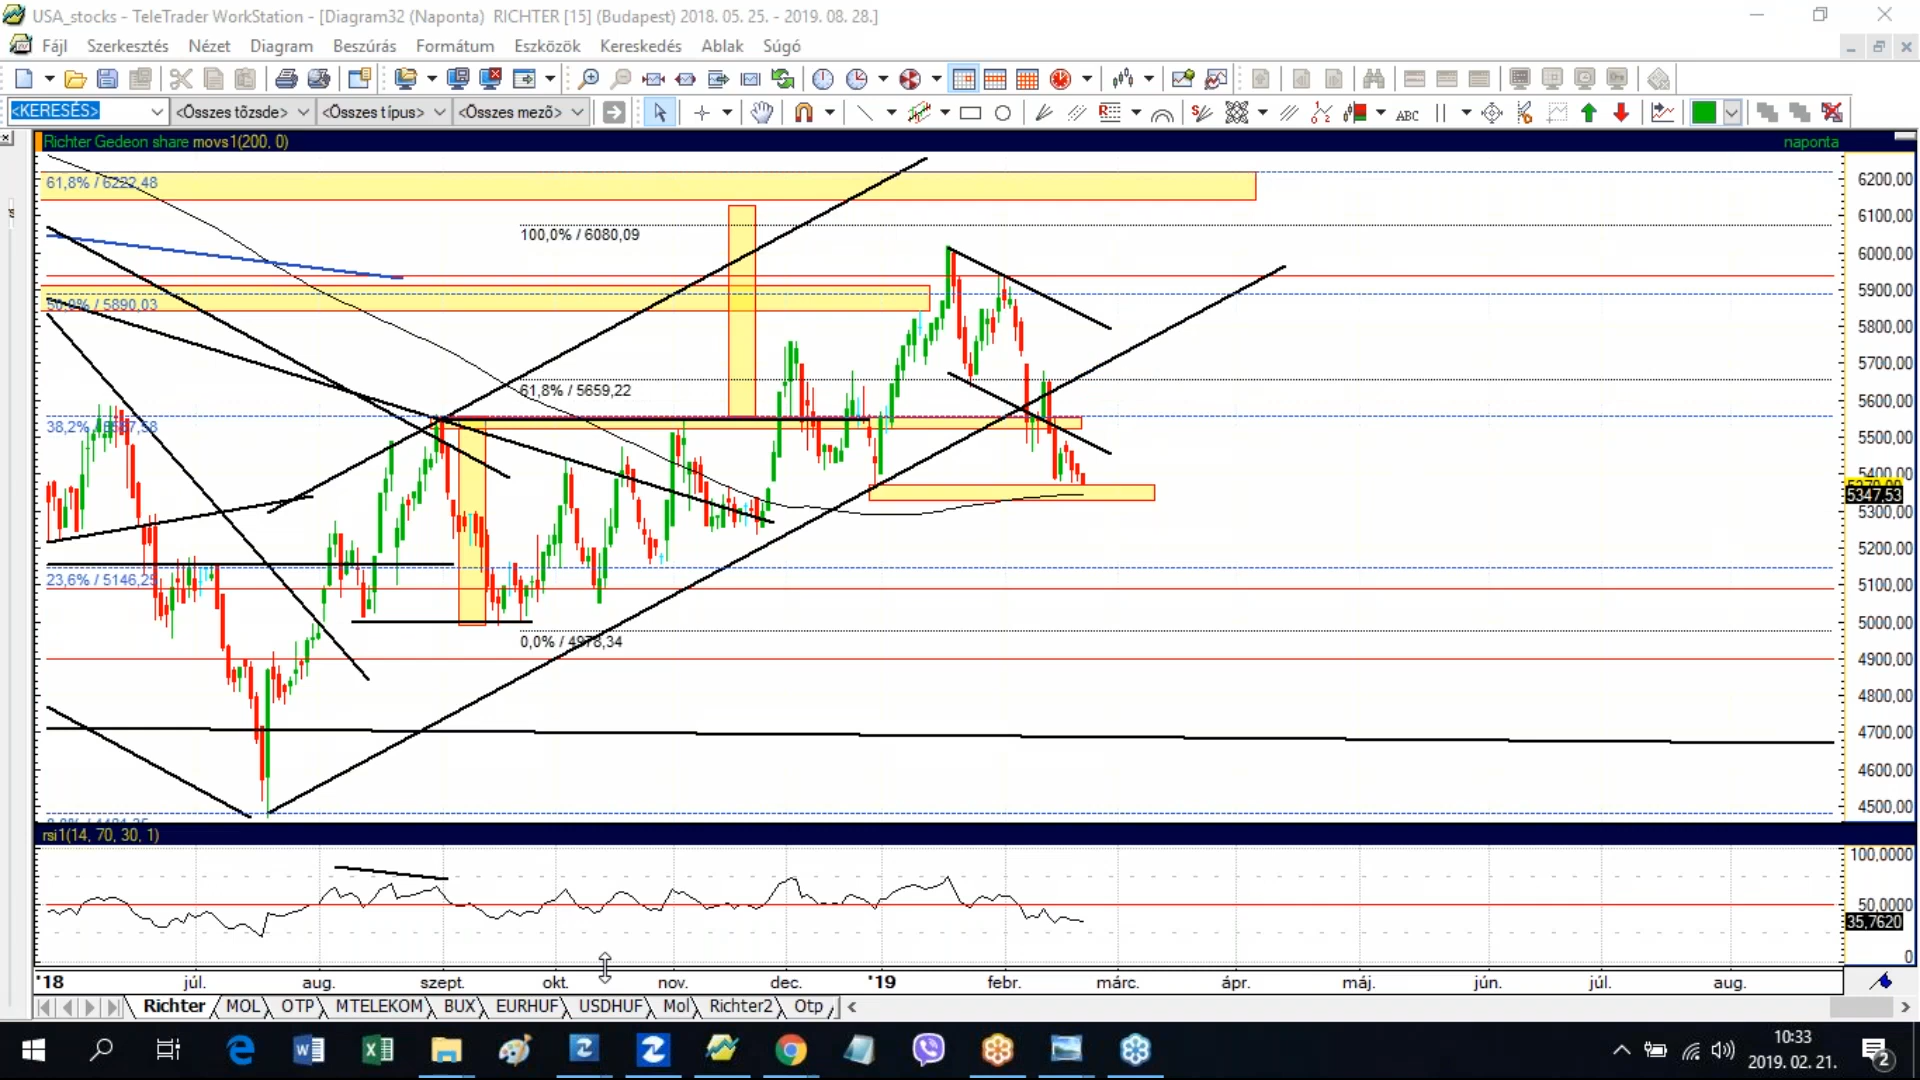 USA_stocks - TeleTrader WorkStation - [Diagram32 (Naponta)  RICHTER [15] (Budapest) 2018. 05. 25. - 2019. 08. 28.]
Fájl Szerkesztés Nézet Diagram Beszúrás Formátum Eszközök Kereskedés Ablak Súgó
<KERESÉS> <Összes tőzsde> <Összes típus> <Összes mező> ABC
Richter Gedeon share movs1(200, 0) naponta
61,8% / 6222,48
6200,00
6100,00
100,0% / 6080,09
6000,00
5900,00
50,0% / 5890,03
5800,00
5700,00
61,8% / 5659,22
5600,00
38,2% / 5557,58
5500,00
5400,00
5347,53
5300,00
5200,00
23,6% / 5146,25
5100,00
5000,00
0,0% / 4978,34
4900,00
4800,00
4700,00
4600,00
4500,00
rsi1(14, 70, 30, 1)
100,0000
50,0000
35,7620
0
'18 júl. aug. szept. okt. nov. dec. '19 febr. márc. ápr. máj. jún. júl. aug.
Richter MOL OTP MTELEKOM BUX EURHUF USDHUF Mol Richter2 Otp
10:33
2019. 02. 21.
2